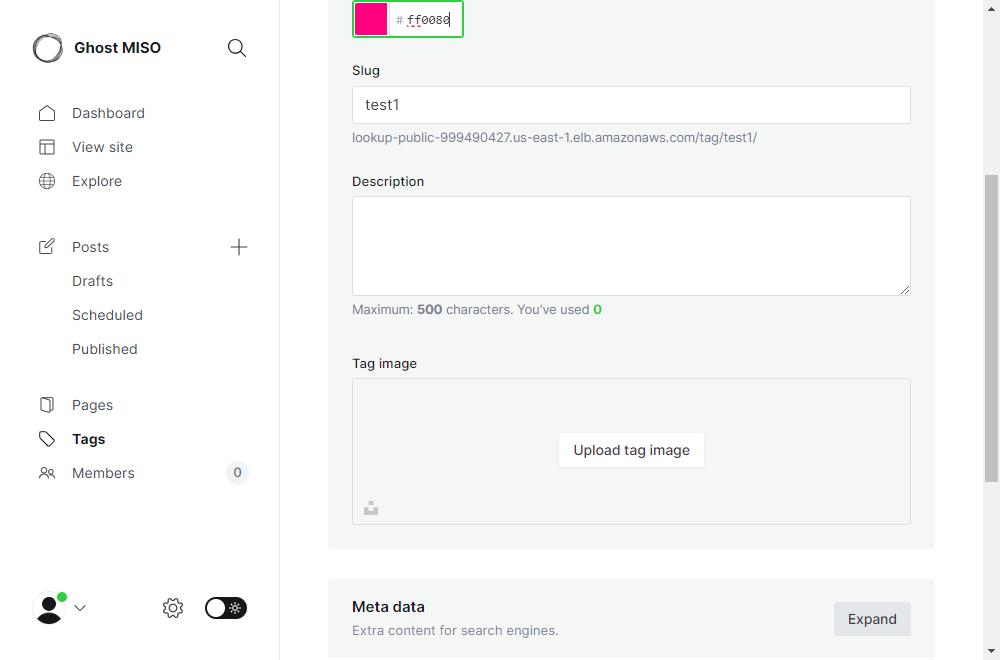 Ghost MISO
Dashboard
View site
Explore
Posts
Drafts
Scheduled
Published
Pages
Tags
Members
0
# ff0080
Slug
test1
lookup-public-999490427.us-east-1.elb.amazonaws.com/tag/test1/
Description
Maximum: 500 characters. You’ve used 0
Tag image
Upload tag image
Meta data
Extra content for search engines.
Expand